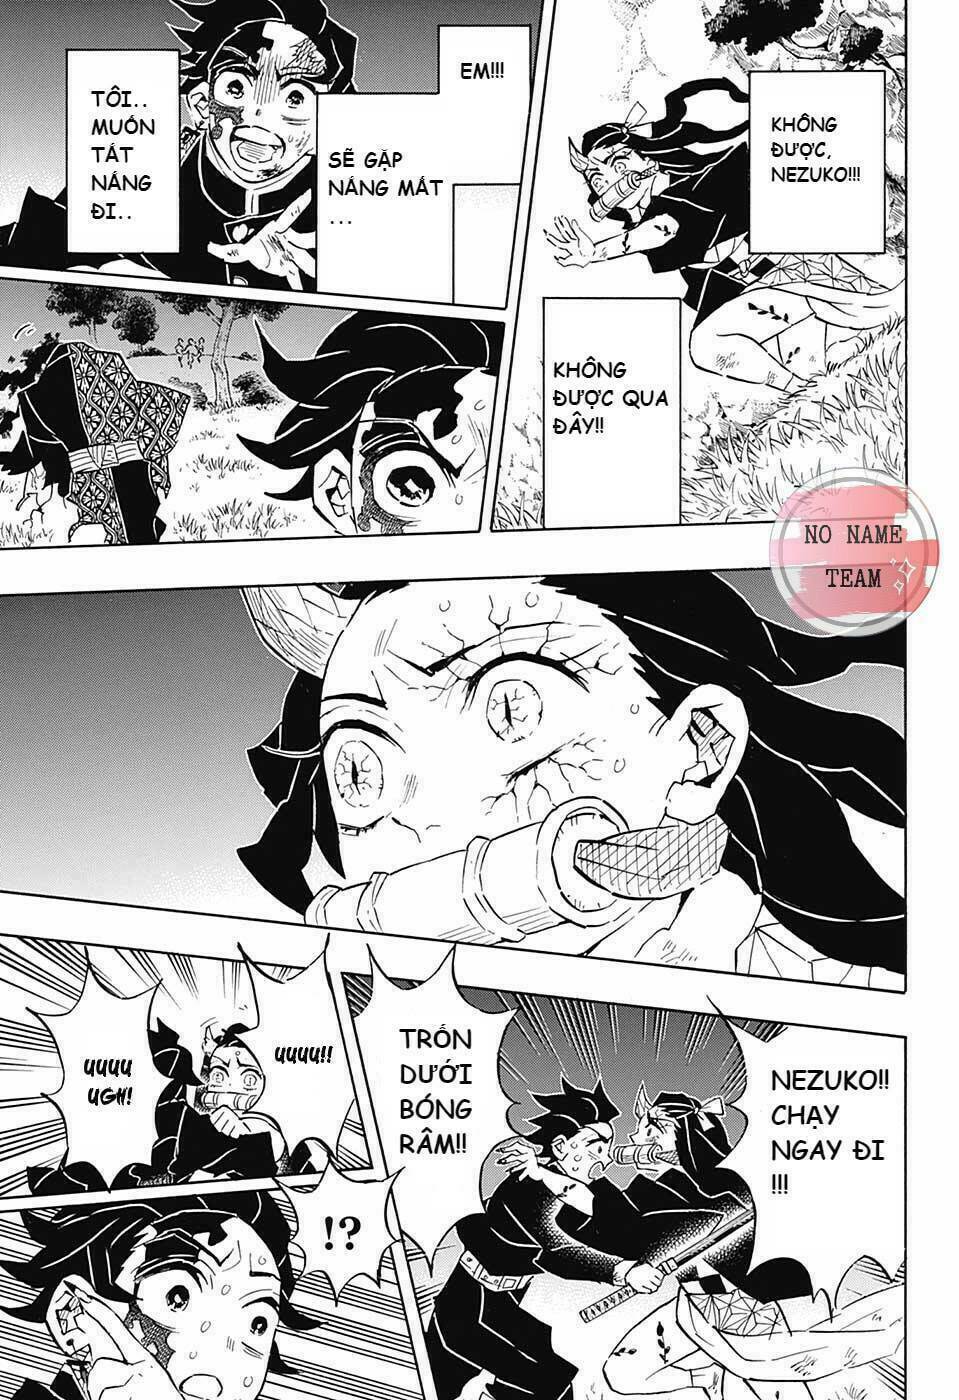 KHÔNG
ĐƯỢC,
NEZUKO!!!
KHÔNG
ĐƯỢC QUA
ĐÂY!!
EM!!!
SẼ GẶP
NẮNG MẤT
...
TÔI..
MUỐN
TẮT
NẮNG
ĐI..
NO NAME
TEAM
NEZUKO!!
CHẠY
NGAY ĐI
!!!
TRỐN
DƯỚI
BÓNG
RÂM!!
UUUU!!
UUUU
UGH!
!?